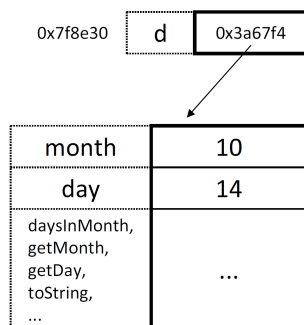 0x7f8e30 d 0x3a67f4
month 10
day 14
daysInMonth,
getMonth,
getDay,
toString,
...
...